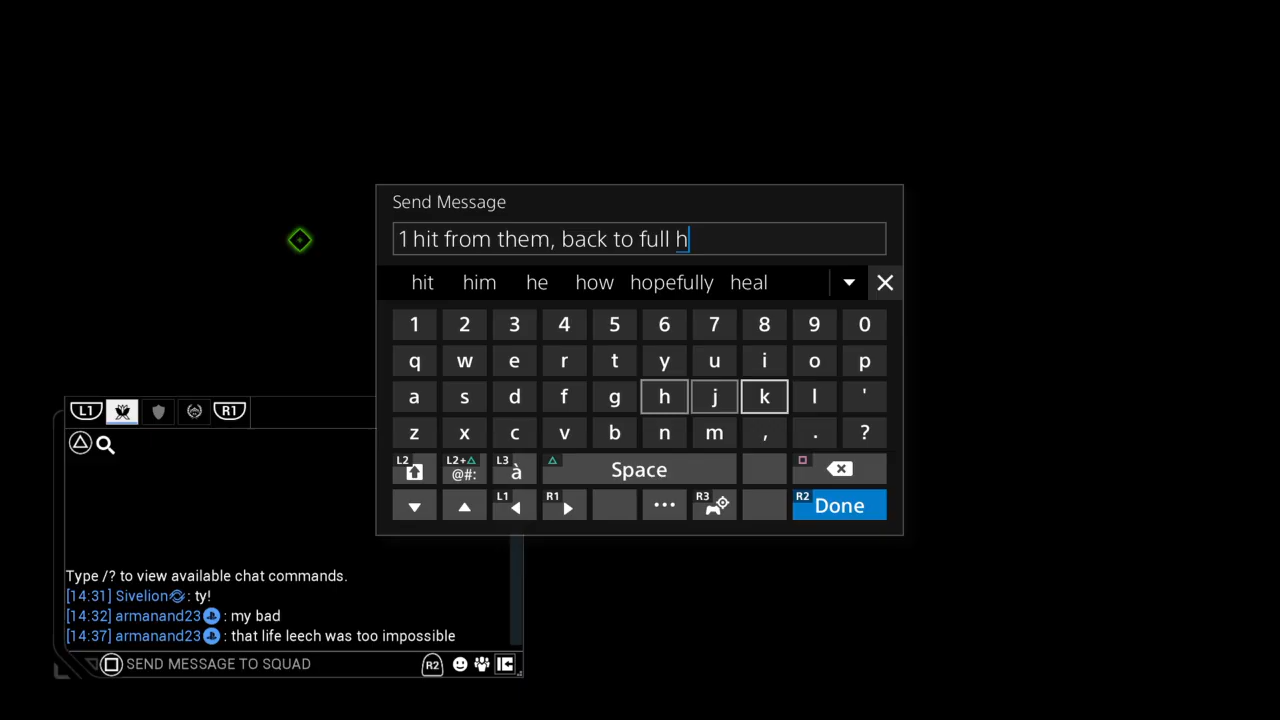 Send Message
1 hit from them, back to full h
hit him he how hopefully heal
1 2 3 4 5 6 7 8 9 0
q w e r t y u i o p
a s d f g h j k l '
z x c v b n m , . ?
L2 L2+△ @#: L3 à △ Space
L1 R1 ... R3 R2 Done
L1 R1
Type /? to view available chat commands.
[14:31] Sivelion: ty!
[14:32] armanand23: my bad
[14:37] armanand23: that life leech was too impossible
SEND MESSAGE TO SQUAD R2